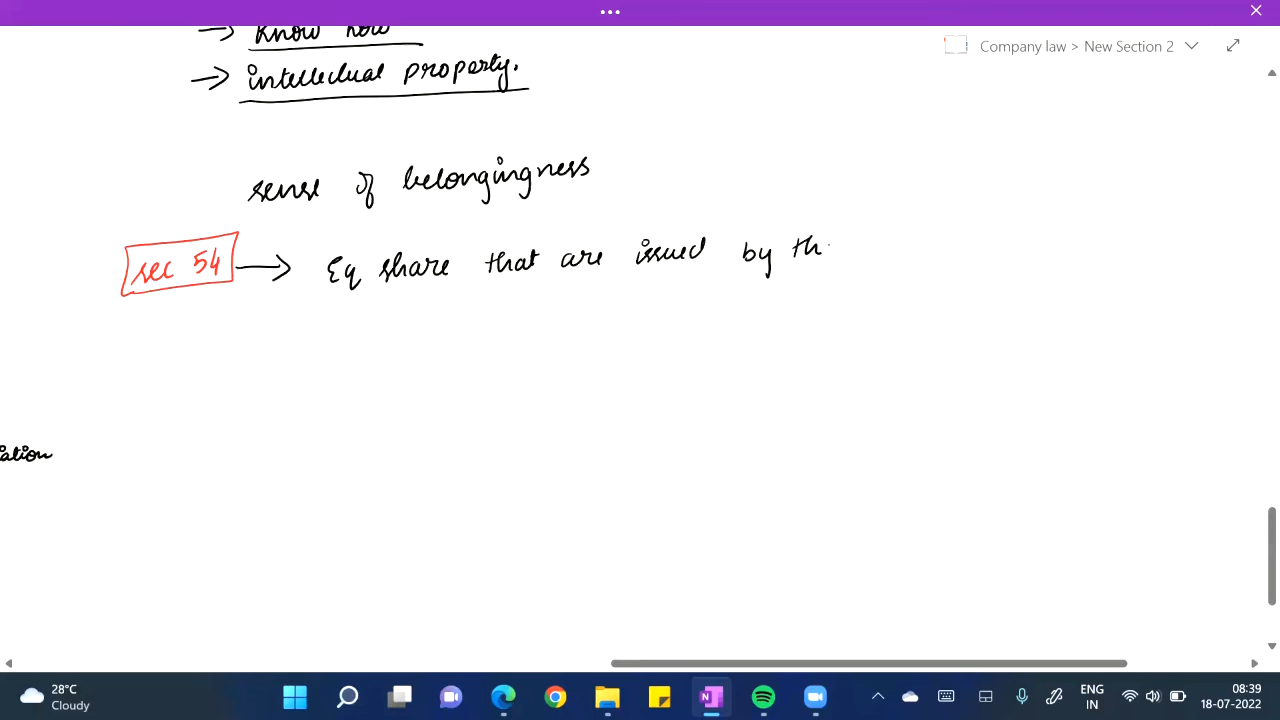 → know how
Company law > New Section 2
→ intellectual property.
sense of belongingness
sec 54 → Eq share that are issued by th
iation
28°C
Cloudy
ENG
IN
08:39
18-07-2022